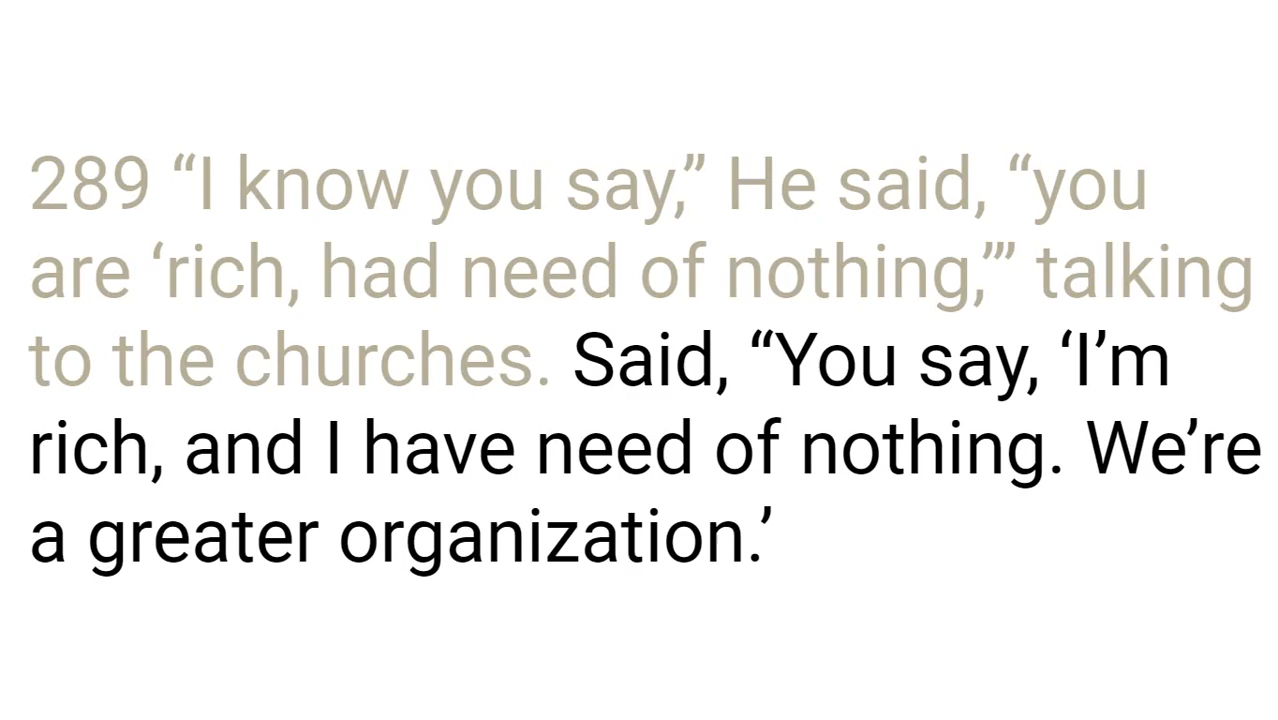 289 “I know you say,” He said, “you
are ‘rich, had need of nothing,’” talking
to the churches. Said, “You say, ‘I’m
rich, and I have need of nothing. We’re
a greater organization.’